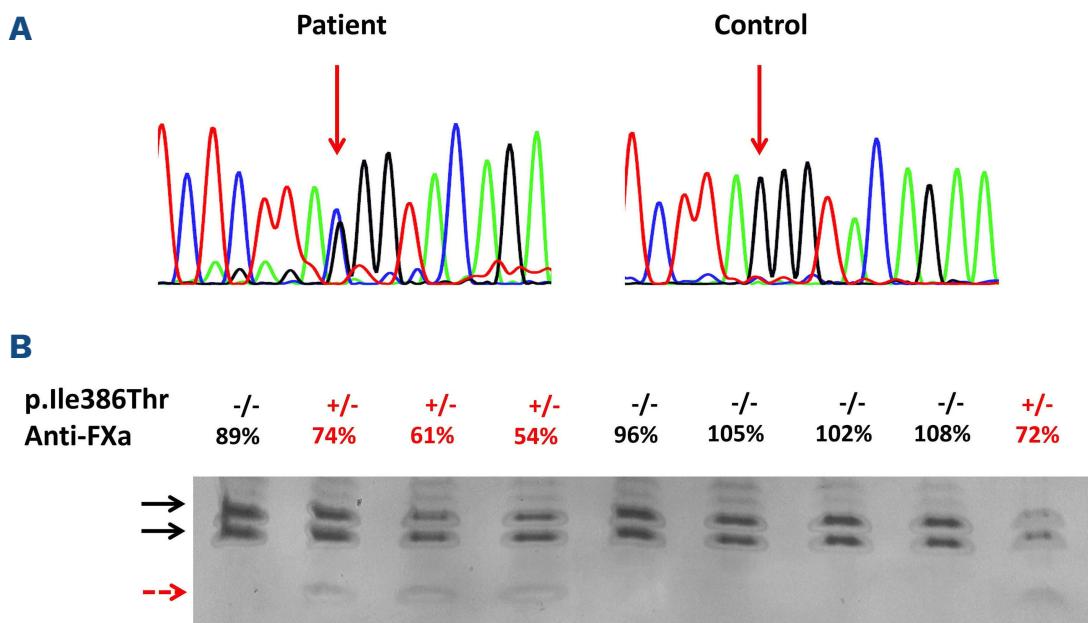 A
Patient Control
B
p.Ile386Thr -/- +/- +/- +/- -/- -/- -/- -/- +/-
Anti-FXa 89% 74% 61% 54% 96% 105% 102% 108% 72%